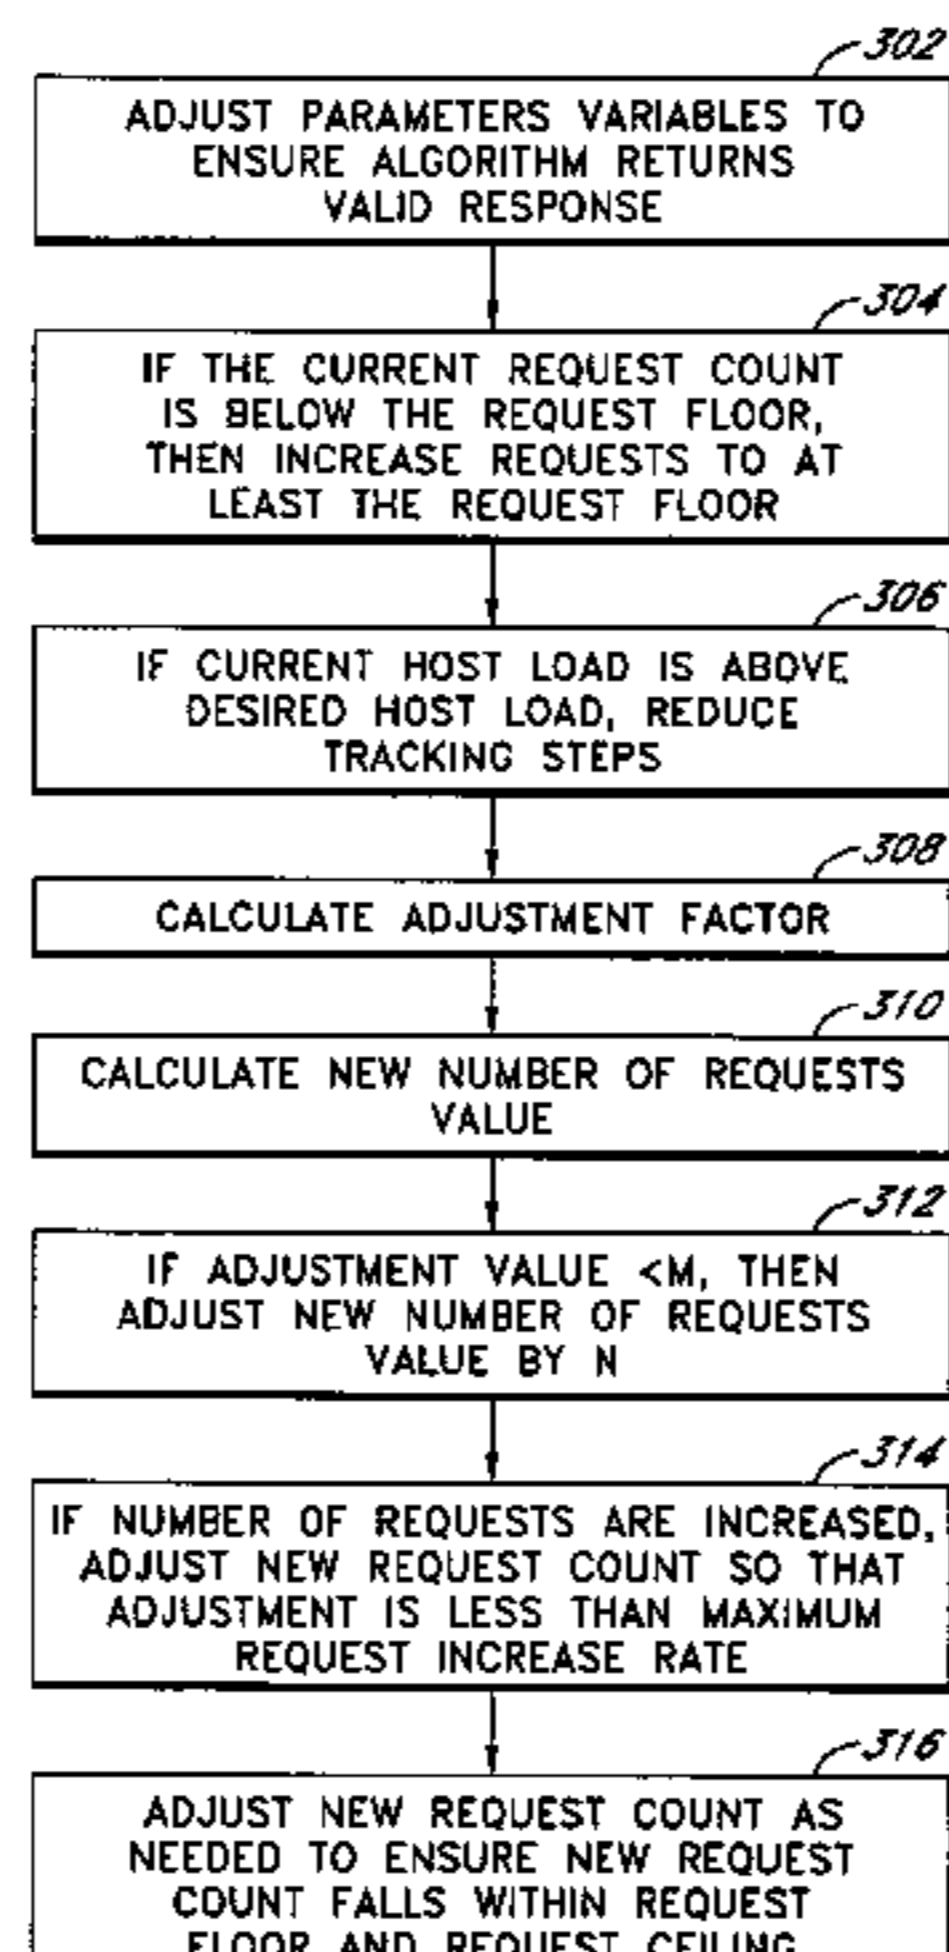 302
ADJUST PARAMETERS VARIABLES TO
ENSURE ALGORITHM RETURNS
VALID RESPONSE
304
IF THE CURRENT REQUEST COUNT
IS BELOW THE REQUEST FLOOR,
THEN INCREASE REQUESTS TO AT
LEAST THE REQUEST FLOOR
306
IF CURRENT HOST LOAD IS ABOVE
DESIRED HOST LOAD, REDUCE
TRACKING STEPS
308
CALCULATE ADJUSTMENT FACTOR
310
CALCULATE NEW NUMBER OF REQUESTS
VALUE
312
IF ADJUSTMENT VALUE <M, THEN
ADJUST NEW NUMBER OF REQUESTS
VALUE BY N
314
IF NUMBER OF REQUESTS ARE INCREASED,
ADJUST NEW REQUEST COUNT SO THAT
ADJUSTMENT IS LESS THAN MAXIMUM
REQUEST INCREASE RATE
316
ADJUST NEW REQUEST COUNT AS
NEEDED TO ENSURE NEW REQUEST
COUNT FALLS WITHIN REQUEST
FLOOR AND REQUEST CEILING